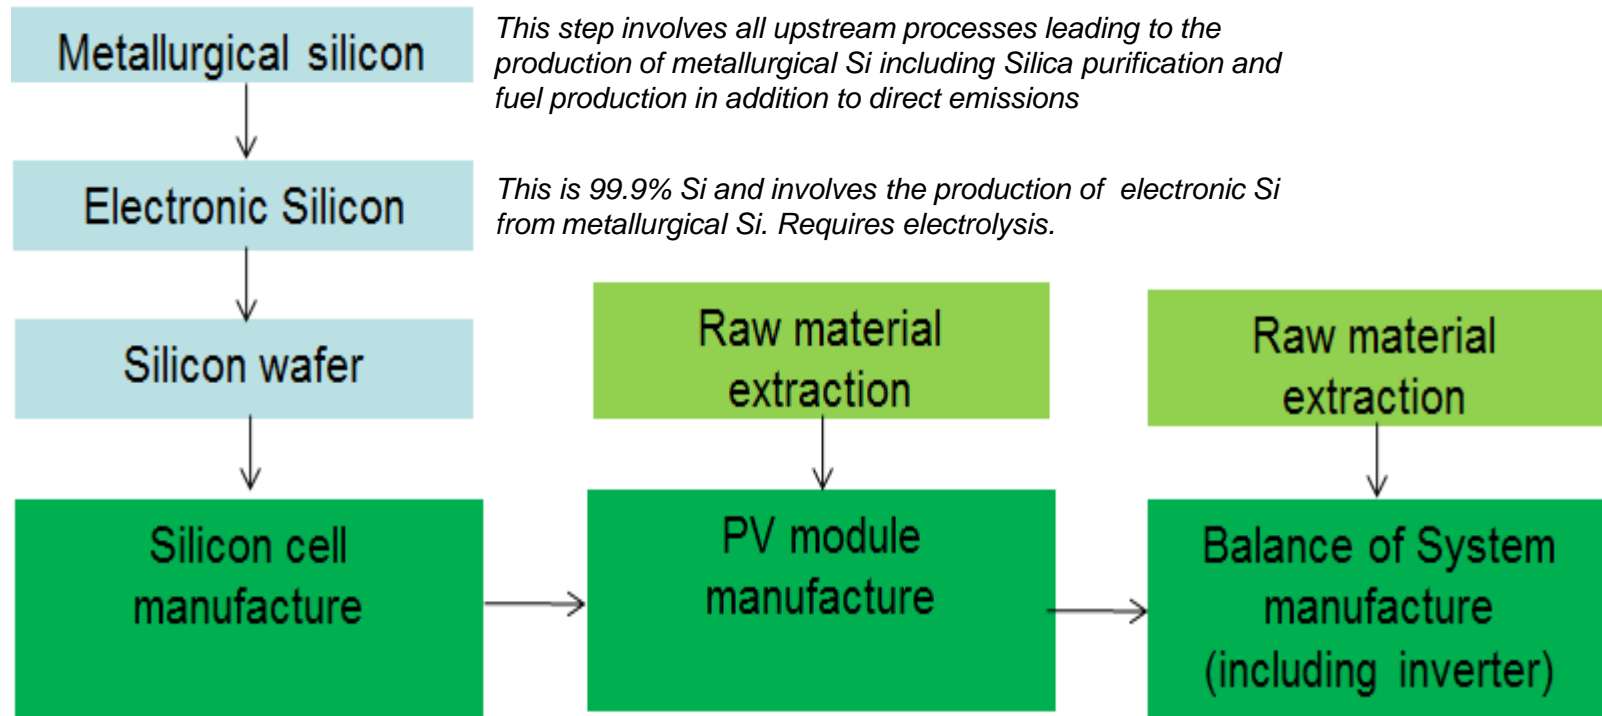 Metallurgical silicon
This step involves all upstream processes leading to the
production of metallurgical Si including Silica purification and
fuel production in addition to direct emissions
Electronic Silicon
This is 99.9% Si and involves the production of  electronic Si
from metallurgical Si. Requires electrolysis.
Silicon wafer
Raw material
extraction
Raw material
extraction
Silicon cell
manufacture
PV module
manufacture
Balance of System
manufacture
(including inverter)